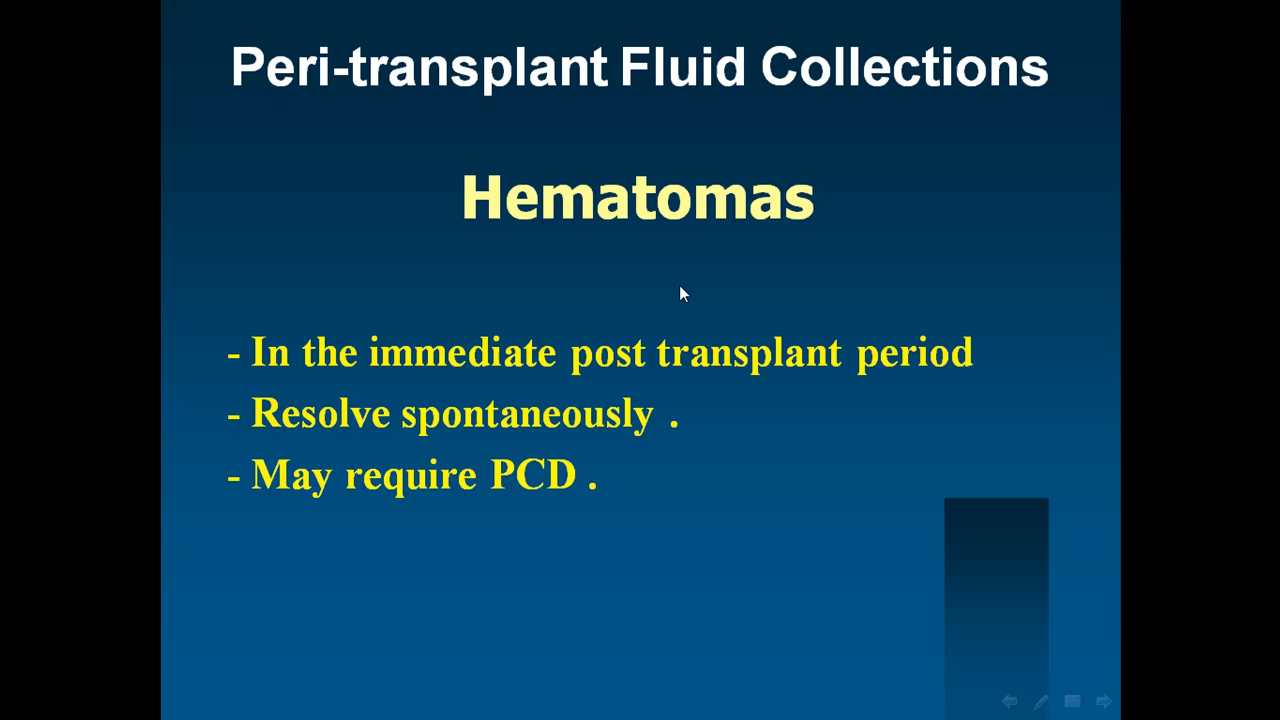 Peri-transplant Fluid Collections
Hematomas
- In the immediate post transplant period
- Resolve spontaneously .
- May require PCD .